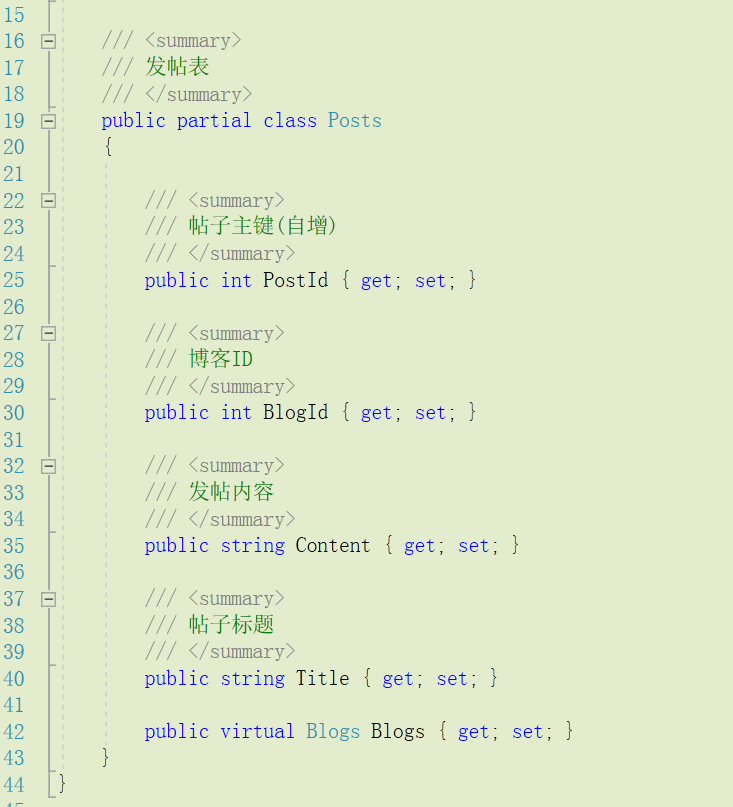 15
16 /// <summary>
17 /// 发帖表
18 /// </summary>
19 public partial class Posts
20 {
21
22 /// <summary>
23 /// 帖子主键(自增)
24 /// </summary>
25 public int PostId { get; set; }
26
27 /// <summary>
28 /// 博客ID
29 /// </summary>
30 public int BlogId { get; set; }
31
32 /// <summary>
33 /// 发帖内容
34 /// </summary>
35 public string Content { get; set; }
36
37 /// <summary>
38 /// 帖子标题
39 /// </summary>
40 public string Title { get; set; }
41
42 public virtual Blogs Blogs { get; set; }
43 }
44 }